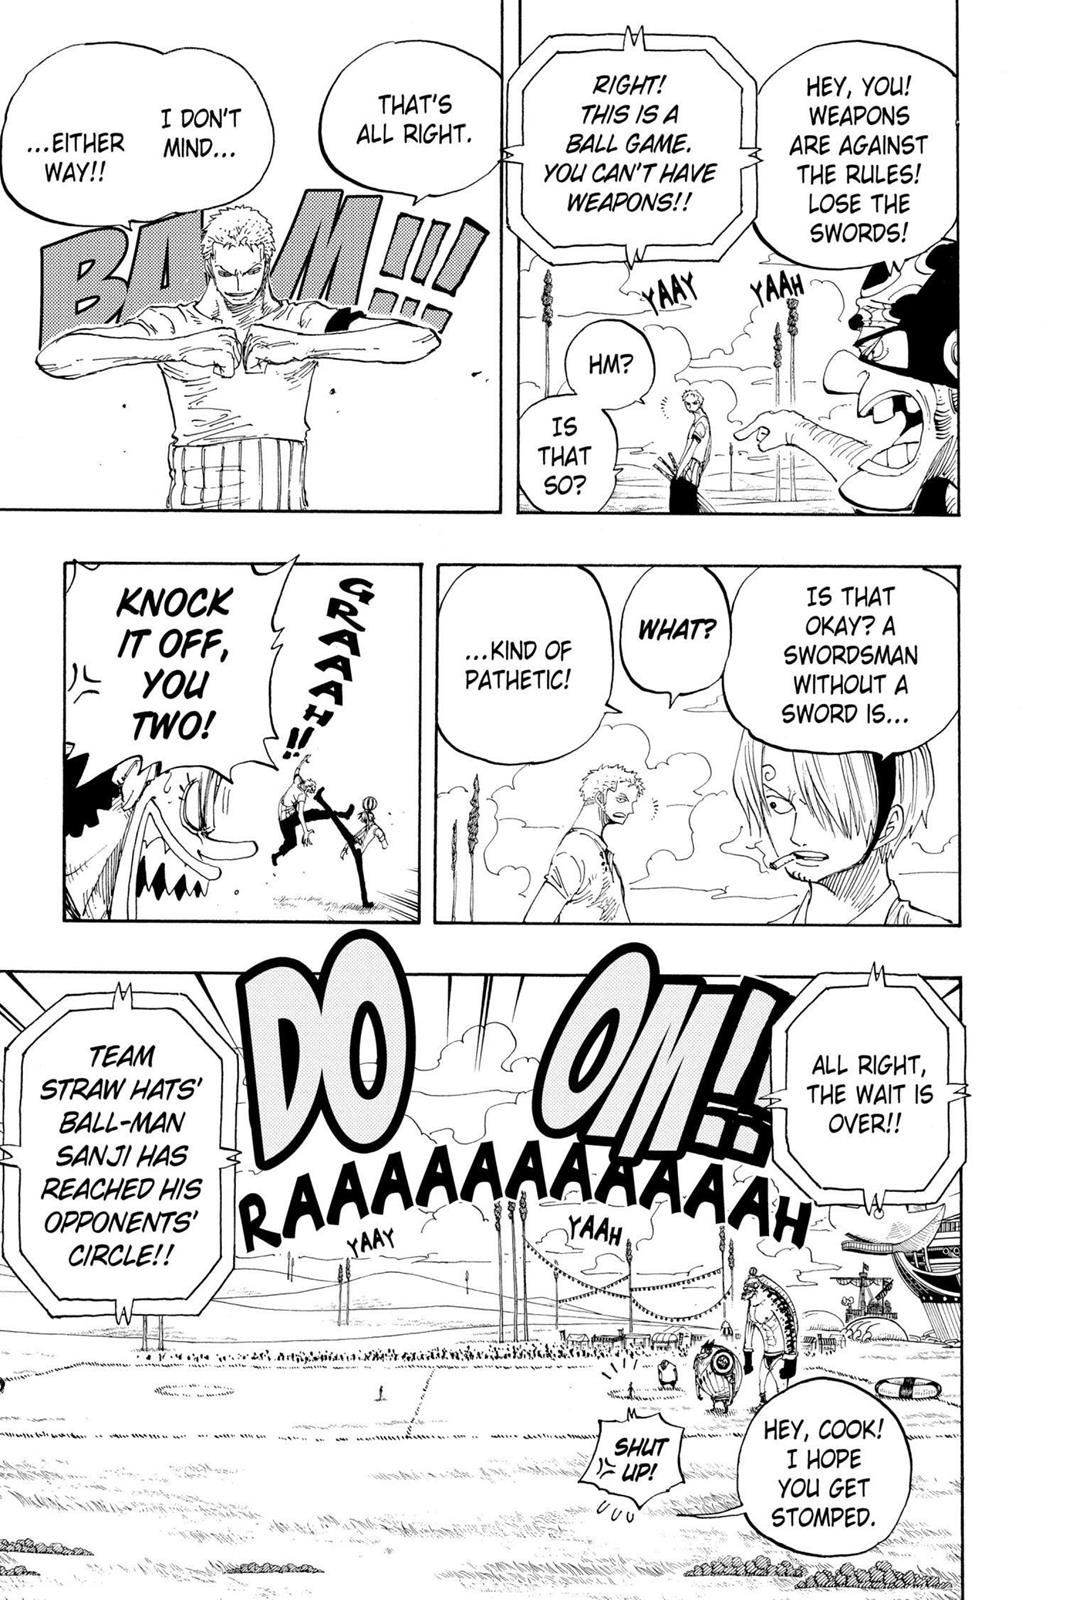 HEY, YOU!
WEAPONS
ARE AGAINST
THE RULES!
LOSE THE
SWORDS!
RIGHT!
THIS IS A
BALL GAME.
YOU CAN'T HAVE
WEAPONS!!
YAAH
YAAY
HM?
IS
THAT
SO?
THAT'S
ALL RIGHT.
I DON'T
MIND...
...EITHER
WAY!!
BAM!!!
IS THAT
OKAY? A
SWORDSMAN
WITHOUT A
SWORD IS...
WHAT?
...KIND OF
PATHETIC!
GRAAAH!!
KNOCK
IT OFF,
YOU
TWO!
ALL RIGHT,
THE WAIT IS
OVER!!
DOOM!!
RAAAAAAAAAAAAAH
TEAM
STRAW HATS'
BALL-MAN
SANJI HAS
REACHED HIS
OPPONENTS'
CIRCLE!!
YAAH
YAAY
HEY, COOK!
I HOPE
YOU GET
STOMPED.
SHUT
UP!